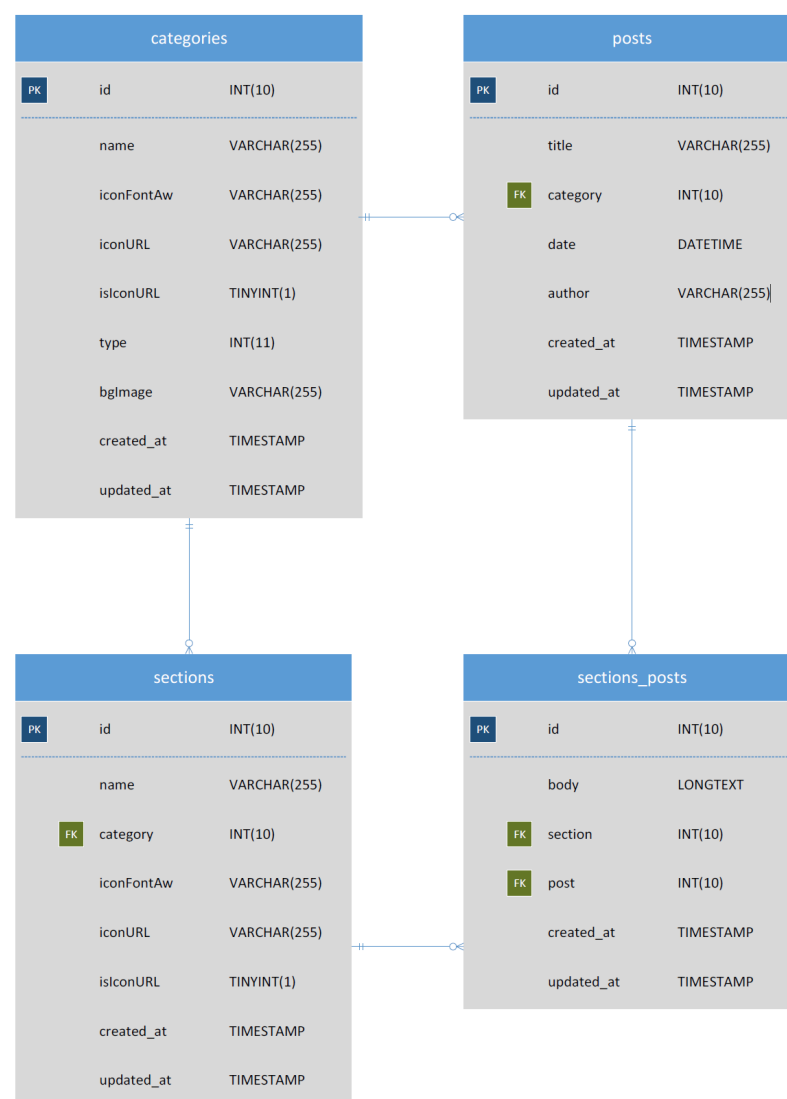 categories
PK id INT(10)
name VARCHAR(255)
iconFontAw VARCHAR(255)
iconURL VARCHAR(255)
isIconURL TINYINT(1)
type INT(11)
bgImage VARCHAR(255)
created_at TIMESTAMP
updated_at TIMESTAMP
posts
PK id INT(10)
title VARCHAR(255)
FK category INT(10)
date DATETIME
author VARCHAR(255)
created_at TIMESTAMP
updated_at TIMESTAMP
sections
PK id INT(10)
name VARCHAR(255)
FK category INT(10)
iconFontAw VARCHAR(255)
iconURL VARCHAR(255)
isIconURL TINYINT(1)
created_at TIMESTAMP
updated_at TIMESTAMP
sections_posts
PK id INT(10)
body LONGTEXT
FK section INT(10)
FK post INT(10)
created_at TIMESTAMP
updated_at TIMESTAMP